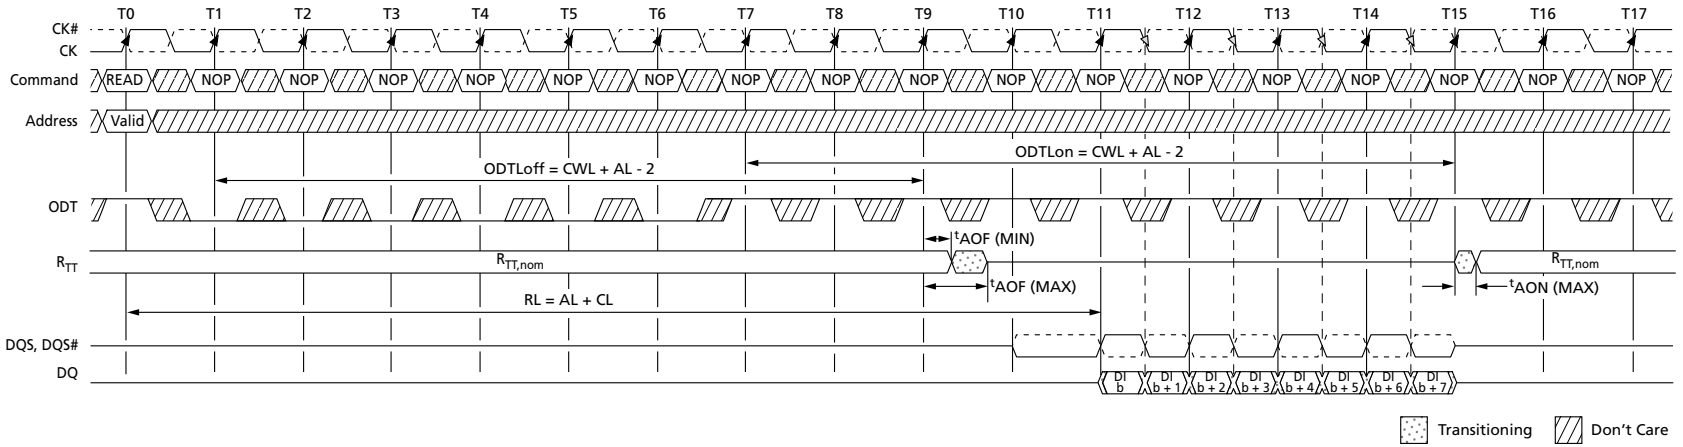 T0 T1 T2 T3 T4 T5 T6 T7 T8 T9 T10 T11 T12 T13 T14 T15 T16 T17
CK#
CK
Command READ NOP NOP NOP NOP NOP NOP NOP NOP NOP NOP NOP NOP NOP NOP NOP NOP NOP
Address Valid
ODTLon = CWL + AL - 2
ODTLoff = CWL + AL - 2
ODT
tAOF (MIN)
RTT RTT,nom RTT,nom
tAOF (MAX) tAON (MAX)
RL = AL + CL
DQS, DQS#
DQ
DI b DI b + 1 DI b + 2 DI b + 3 DI b + 4 DI b + 5 DI b + 6 DI b + 7
Transitioning Don't Care